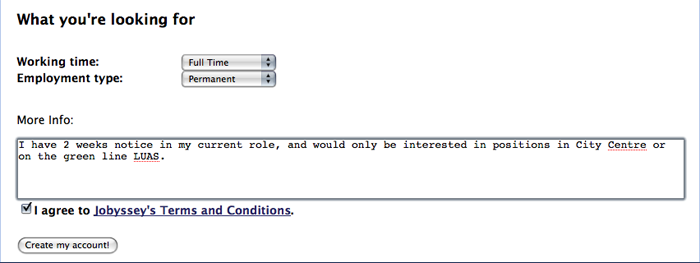 What you're looking for
Working time: Full Time
Employment type: Permanent
More Info:
I have 2 weeks notice in my current role, and would only be interested in positions in City Centre or
on the green line LUAS.
I agree to Jobyssey's Terms and Conditions.
Create my account!